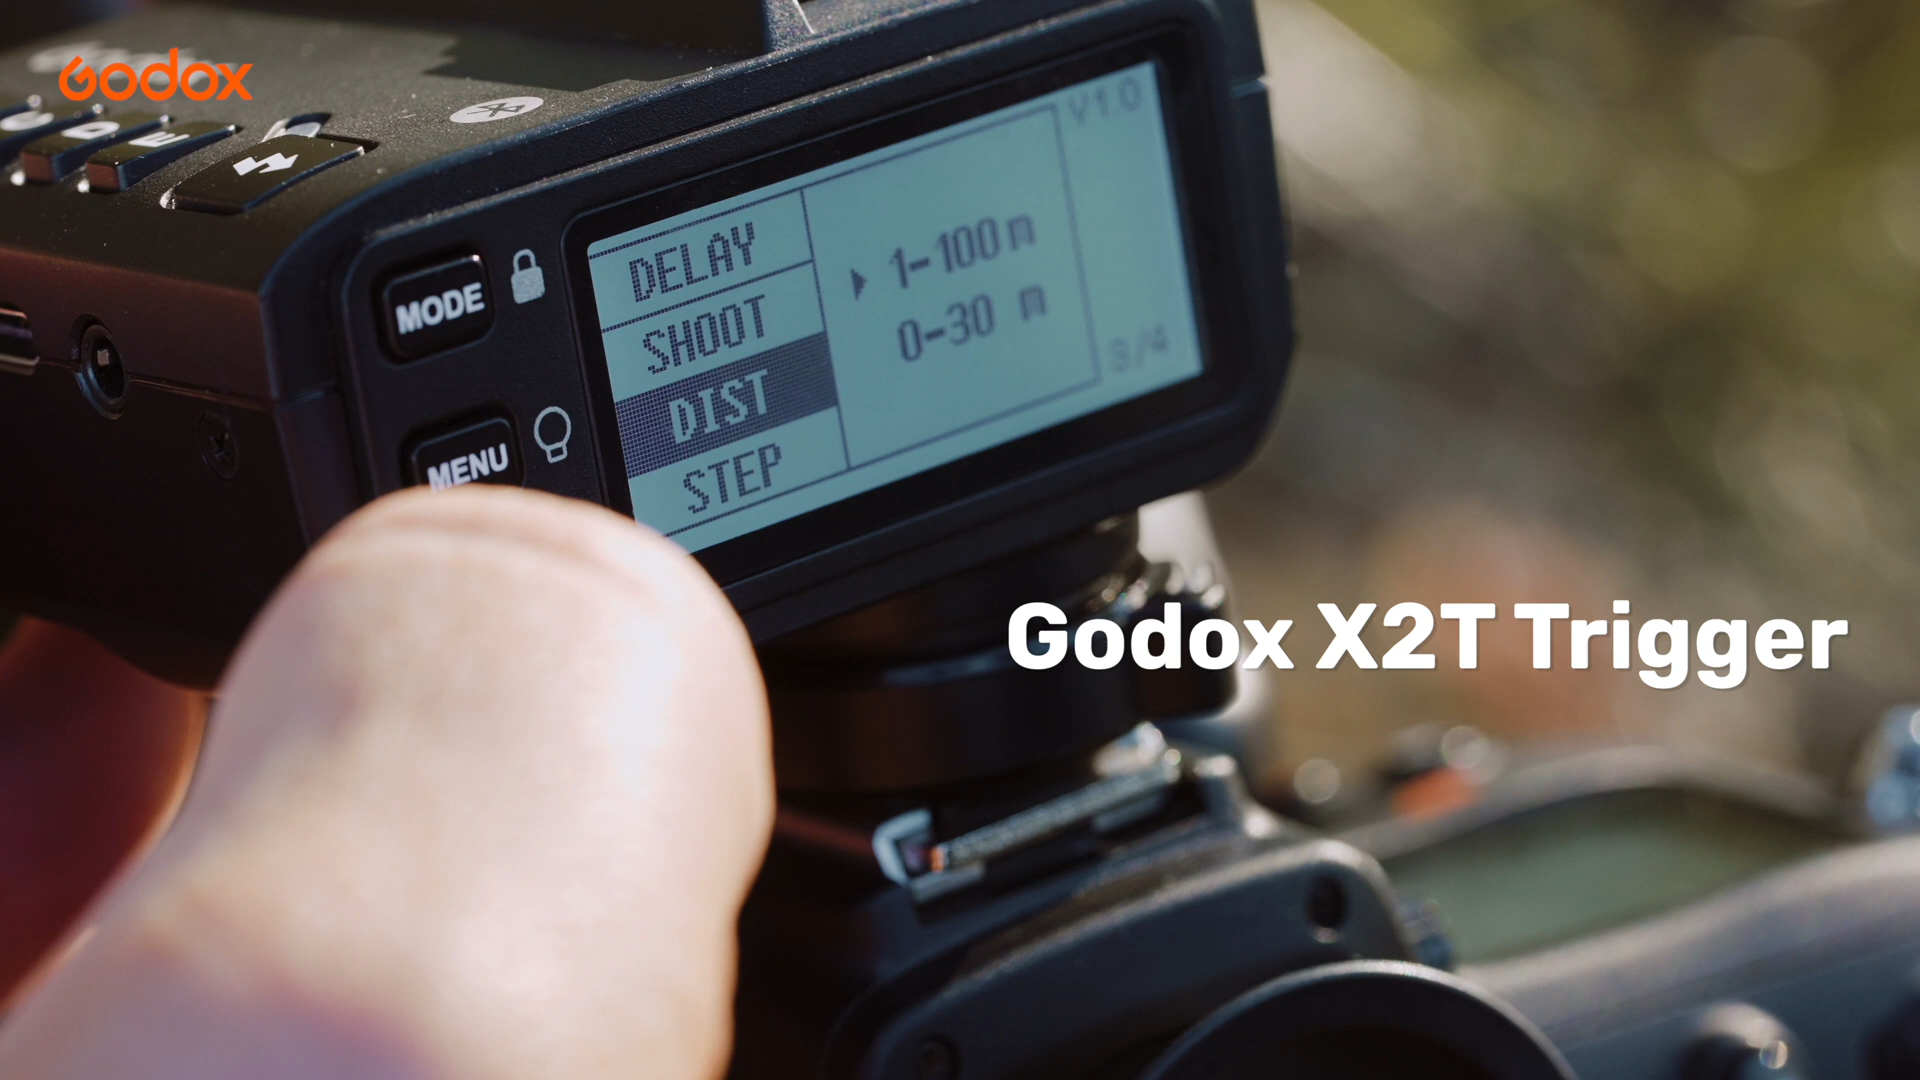 Godox
C
D
E
MODE
MENU
DELAY
SHOOT
DIST
STEP
1-100 m
0-30 m
V1.0
3/4
Godox X2T Trigger